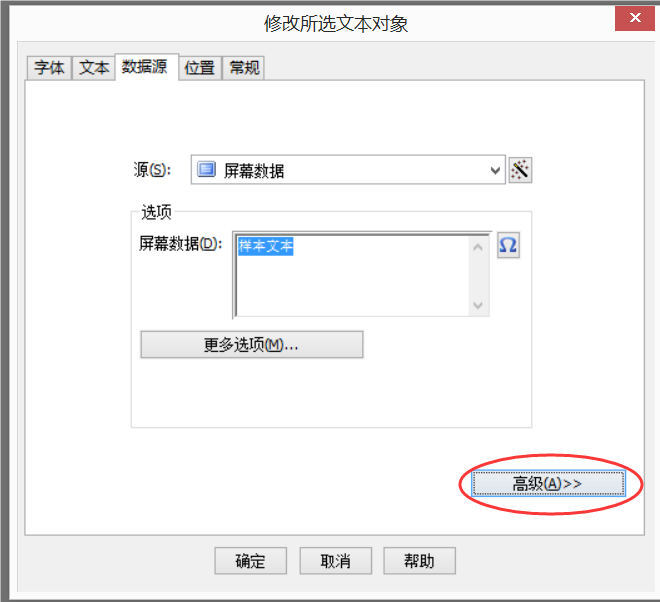 修改所选文本对象
字体 文本 数据源 位置 常规
源(S): 屏幕数据
选项
屏幕数据(D): 样本文本
更多选项(M)...
高级(A)>>
确定 取消 帮助